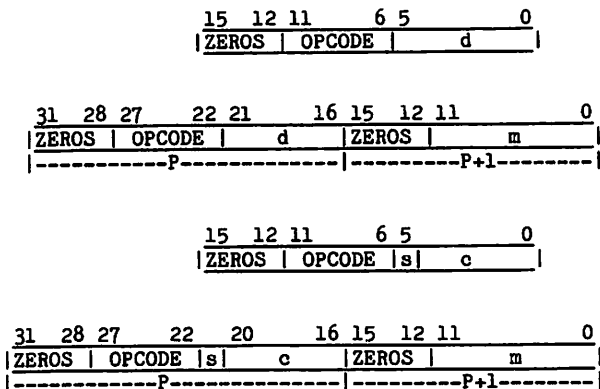 15 12 11 6 5 0
|ZEROS | OPCODE | d |
31 28 27 22 21 16 15 12 11 0
|ZEROS | OPCODE | d |ZEROS | m |
|-----------P----------------|---------P+1--------|
15 12 11 6 5 0
|ZEROS | OPCODE |s| c |
31 28 27 22 20 16 15 12 11 0
|ZEROS | OPCODE |s| c |ZEROS | m |
|-----------P----------------|---------P+1--------|